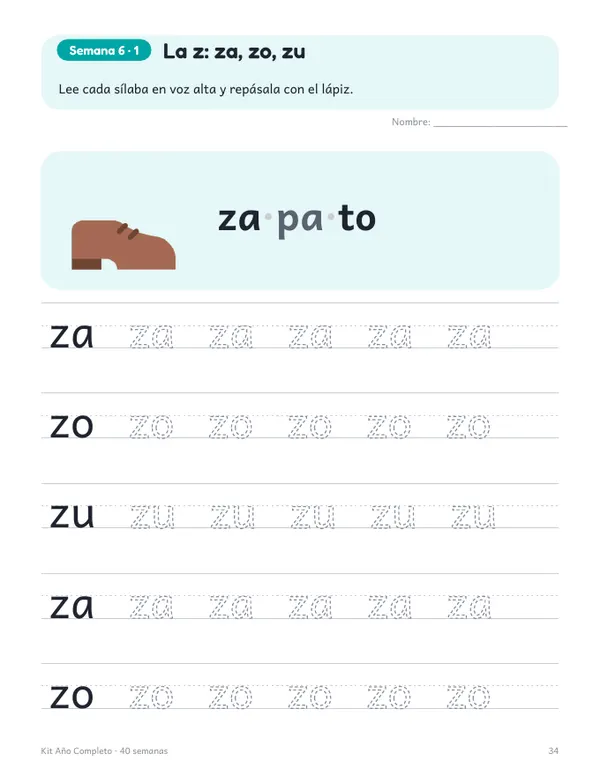 Semana 6 · 1 La z: za, zo, zu
Lee cada sílaba en voz alta y repásala con el lápiz.
Nombre: ____________________
za·pa·to
za za za za za za
zo zo zo zo zo zo
zu zu zu zu zu zu
za za za za za za
zo zo zo zo zo zo
Kit Año Completo · 40 semanas 34